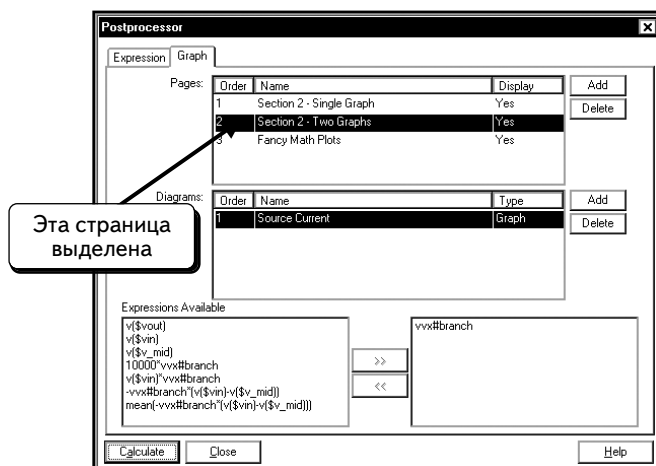 Postprocessor
Expression Graph
Pages: Order Name Display Add
1 Section 2 - Single Graph Yes Delete
2 Section 2 - Two Graphs Yes
3 Fancy Math Plots Yes
Эта страница
выделена
Diagrams: Order Name Type Add
1 Source Current Graph Delete
Expressions Available
v($vout) vvx#branch
v($vin)
v($v_mid)
10000*vvx#branch >>
v($vin)*vvx#branch
-vvx#branch*(v($vin)-v($v_mid)) <<
mean(-vvx#branch*(v($vin)-v($v_mid)))
Calculate Close Help